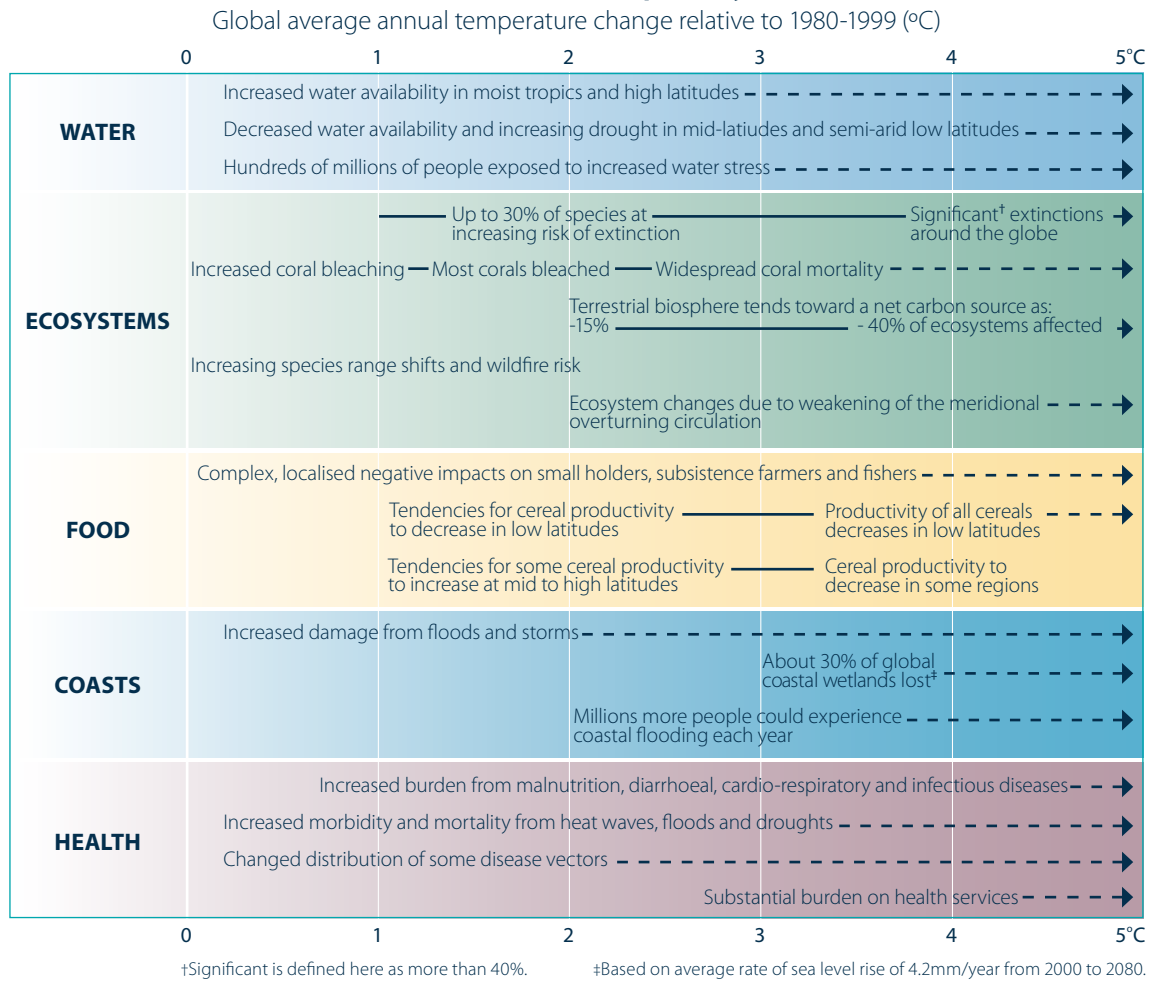 Global average annual temperature change relative to 1980-1999 (ºC)
0 1 2 3 4 5°C
WATER
Increased water availability in moist tropics and high latitudes
Decreased water availability and increasing drought in mid-latiudes and semi-arid low latitudes
Hundreds of millions of people exposed to increased water stress
ECOSYSTEMS
Up to 30% of species at
increasing risk of extinction
Significant† extinctions
around the globe
Increased coral bleaching Most corals bleached Widespread coral mortality
Terrestrial biosphere tends toward a net carbon source as:
-15% - 40% of ecosystems affected
Increasing species range shifts and wildfire risk
Ecosystem changes due to weakening of the meridional
overturning circulation
FOOD
Complex, localised negative impacts on small holders, subsistence farmers and fishers
Tendencies for cereal productivity
to decrease in low latitudes
Productivity of all cereals
decreases in low latitudes
Tendencies for some cereal productivity
to increase at mid to high latitudes
Cereal productivity to
decrease in some regions
COASTS
Increased damage from floods and storms
About 30% of global
coastal wetlands lost‡
Millions more people could experience
coastal flooding each year
HEALTH
Increased burden from malnutrition, diarrhoeal, cardio-respiratory and infectious diseases
Increased morbidity and mortality from heat waves, floods and droughts
Changed distribution of some disease vectors
Substantial burden on health services
0 1 2 3 4 5°C
†Significant is defined here as more than 40%. ‡Based on average rate of sea level rise of 4.2mm/year from 2000 to 2080.